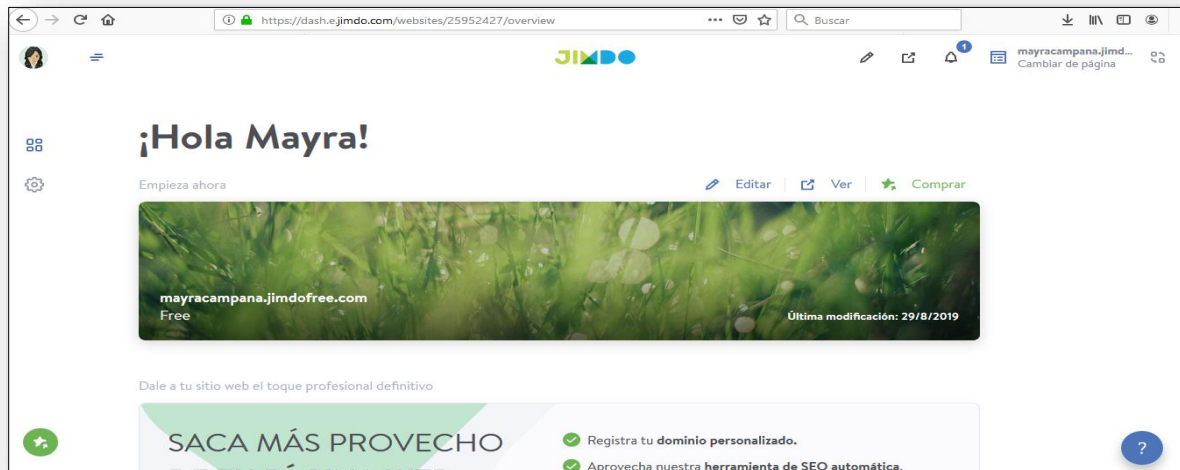 https://dash.e.jimdo.com/websites/25952427/overview
Buscar
JIMDO
1
mayracampana.jimd...
Cambiar de página
¡Hola Mayra!
Empieza ahora
Editar
Ver
Comprar
mayracampana.jimdofree.com
Free
Última modificación: 29/8/2019
Dale a tu sitio web el toque profesional definitivo
SACA MÁS PROVECHO
Registra tu dominio personalizado.
Aprovecha nuestra herramienta de SEO automática.
?